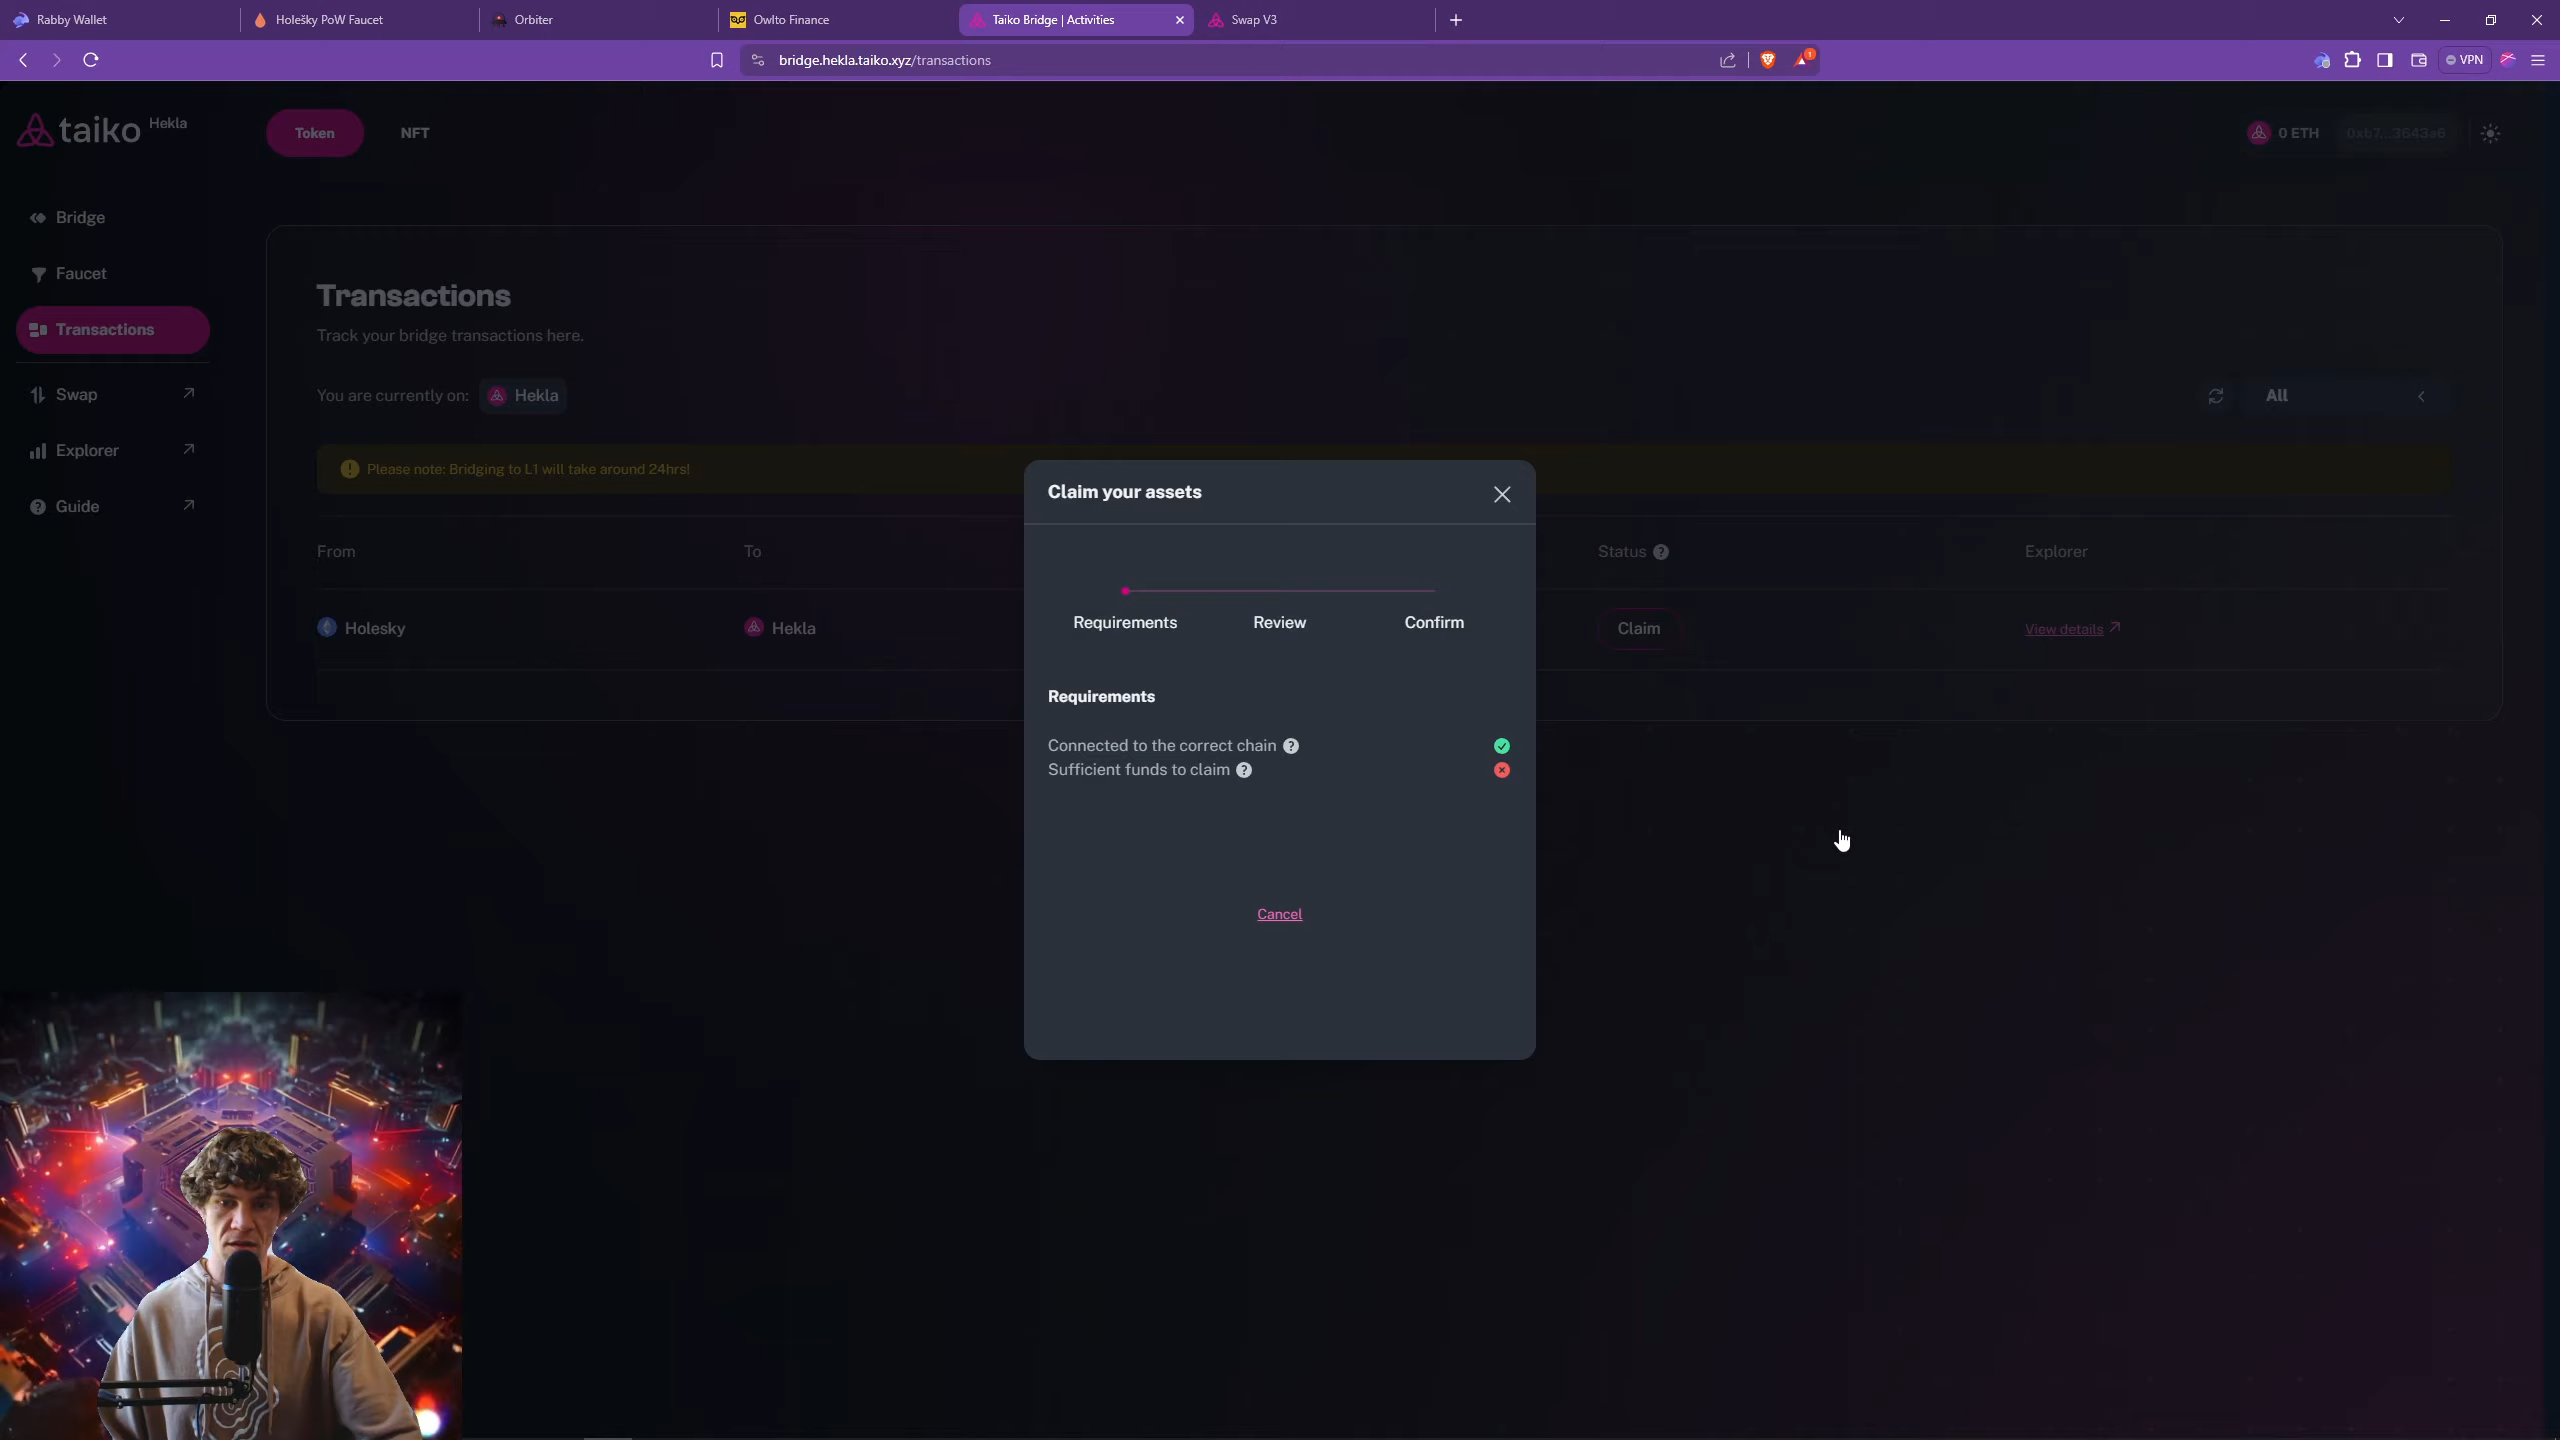 Rabby Wallet
Holešky PoW Faucet
Orbiter
Owlto Finance
Taiko Bridge | Activities
Swap V3
bridge.hekla.taiko.xyz/transactions
1
VPN
taiko Hekla
Token
NFT
0 ETH
0xb7...3643a6
Bridge
Faucet
Transactions
Swap
Explorer
Guide
Transactions
Track your bridge transactions here.
You are currently on: Hekla
All
Please note: Bridging to L1 will take around 24hrs!
From
To
Status
Explorer
Holesky
Hekla
Claim
View details
Claim your assets
Requirements
Review
Confirm
Requirements
Connected to the correct chain
Sufficient funds to claim
Cancel